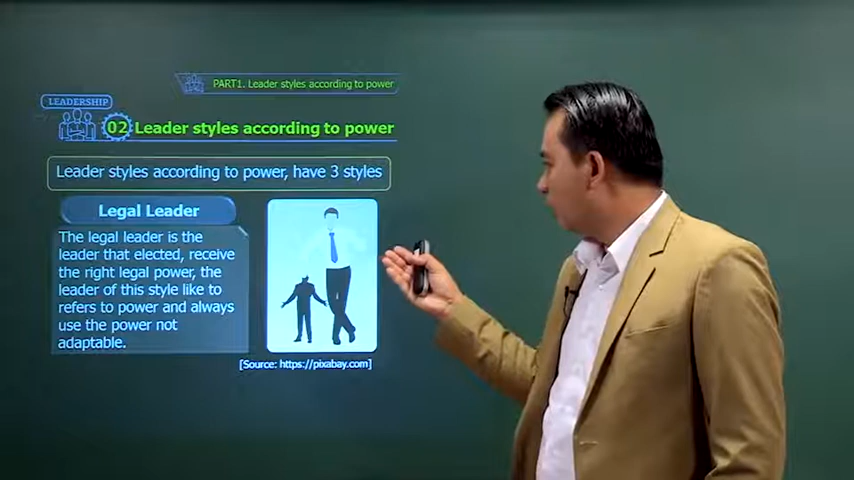 PART1. Leader styles according to power
LEADERSHIP
02 Leader styles according to power
Leader styles according to power, have 3 styles
Legal Leader
The legal leader is the
leader that elected, receive
the right legal power, the
leader of this style like to
refers to power and always
use the power not
adaptable.
[Source: https://pixabay.com]